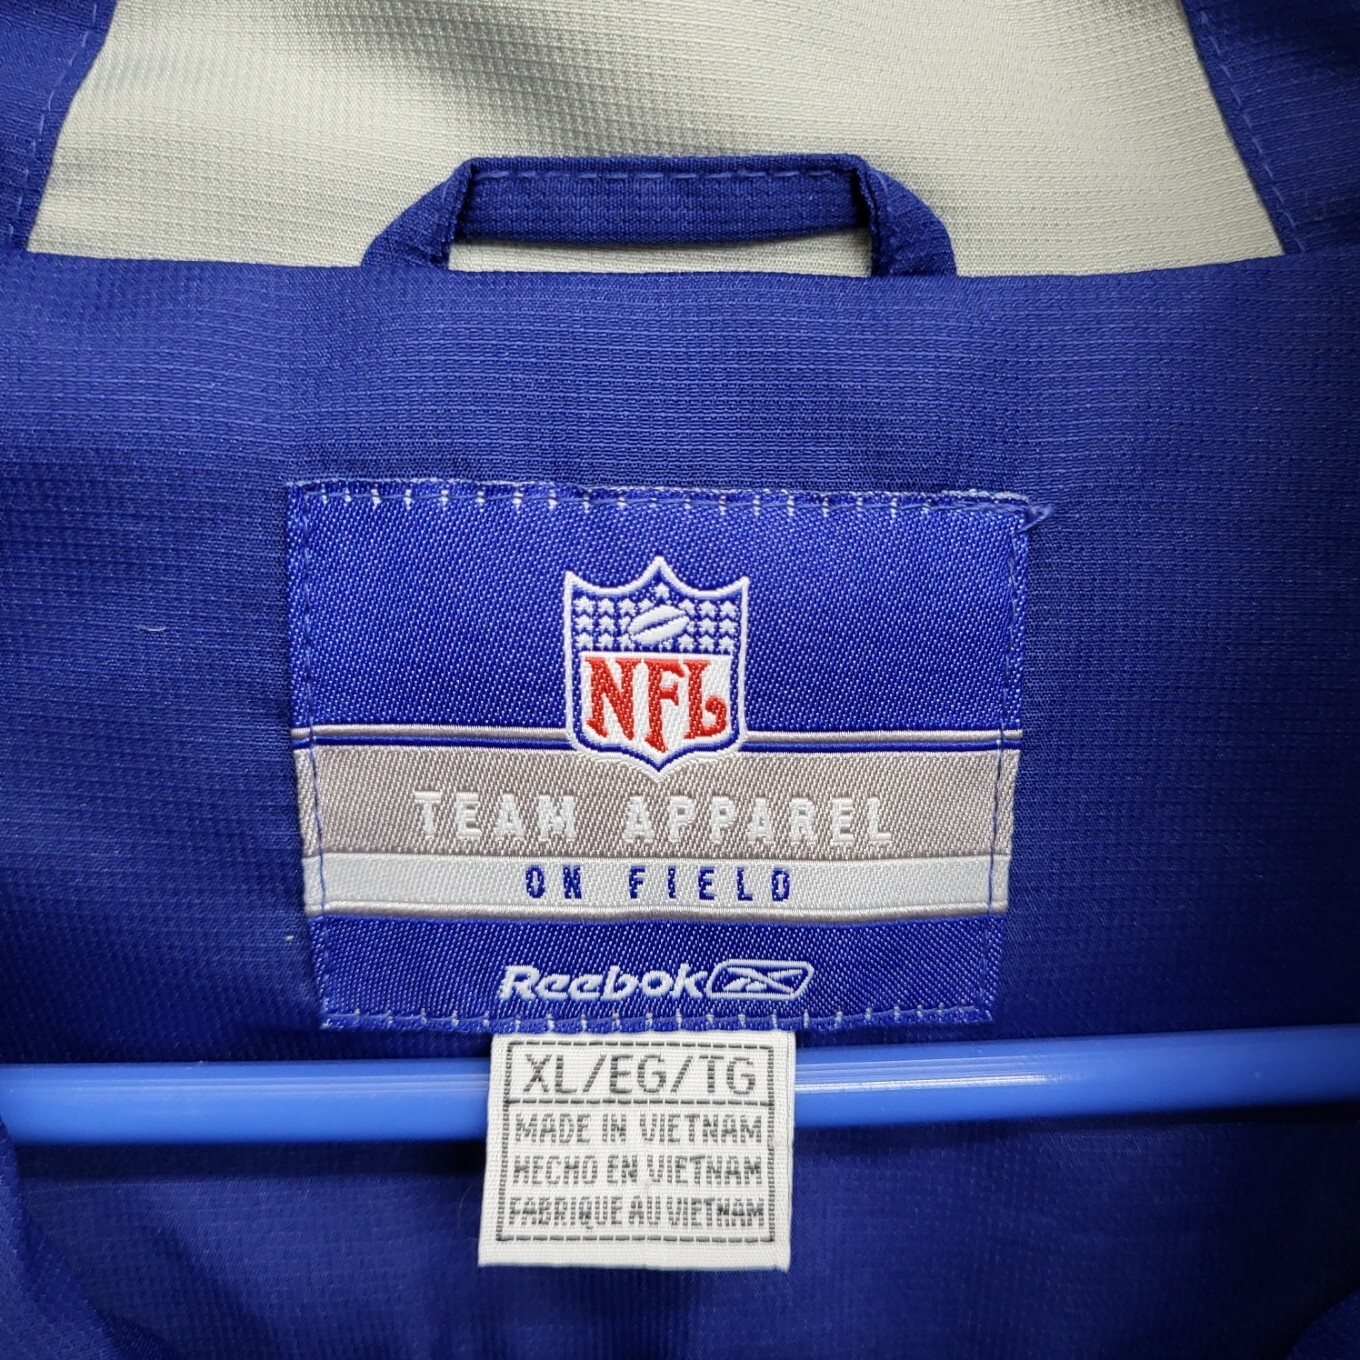 NFL
TEAM APPAREL
ON FIELD
Reebok
XL/EG/TG
MADE IN VIETNAM
HECHO EN VIETNAM
FABRIQUE AU VIETNAM